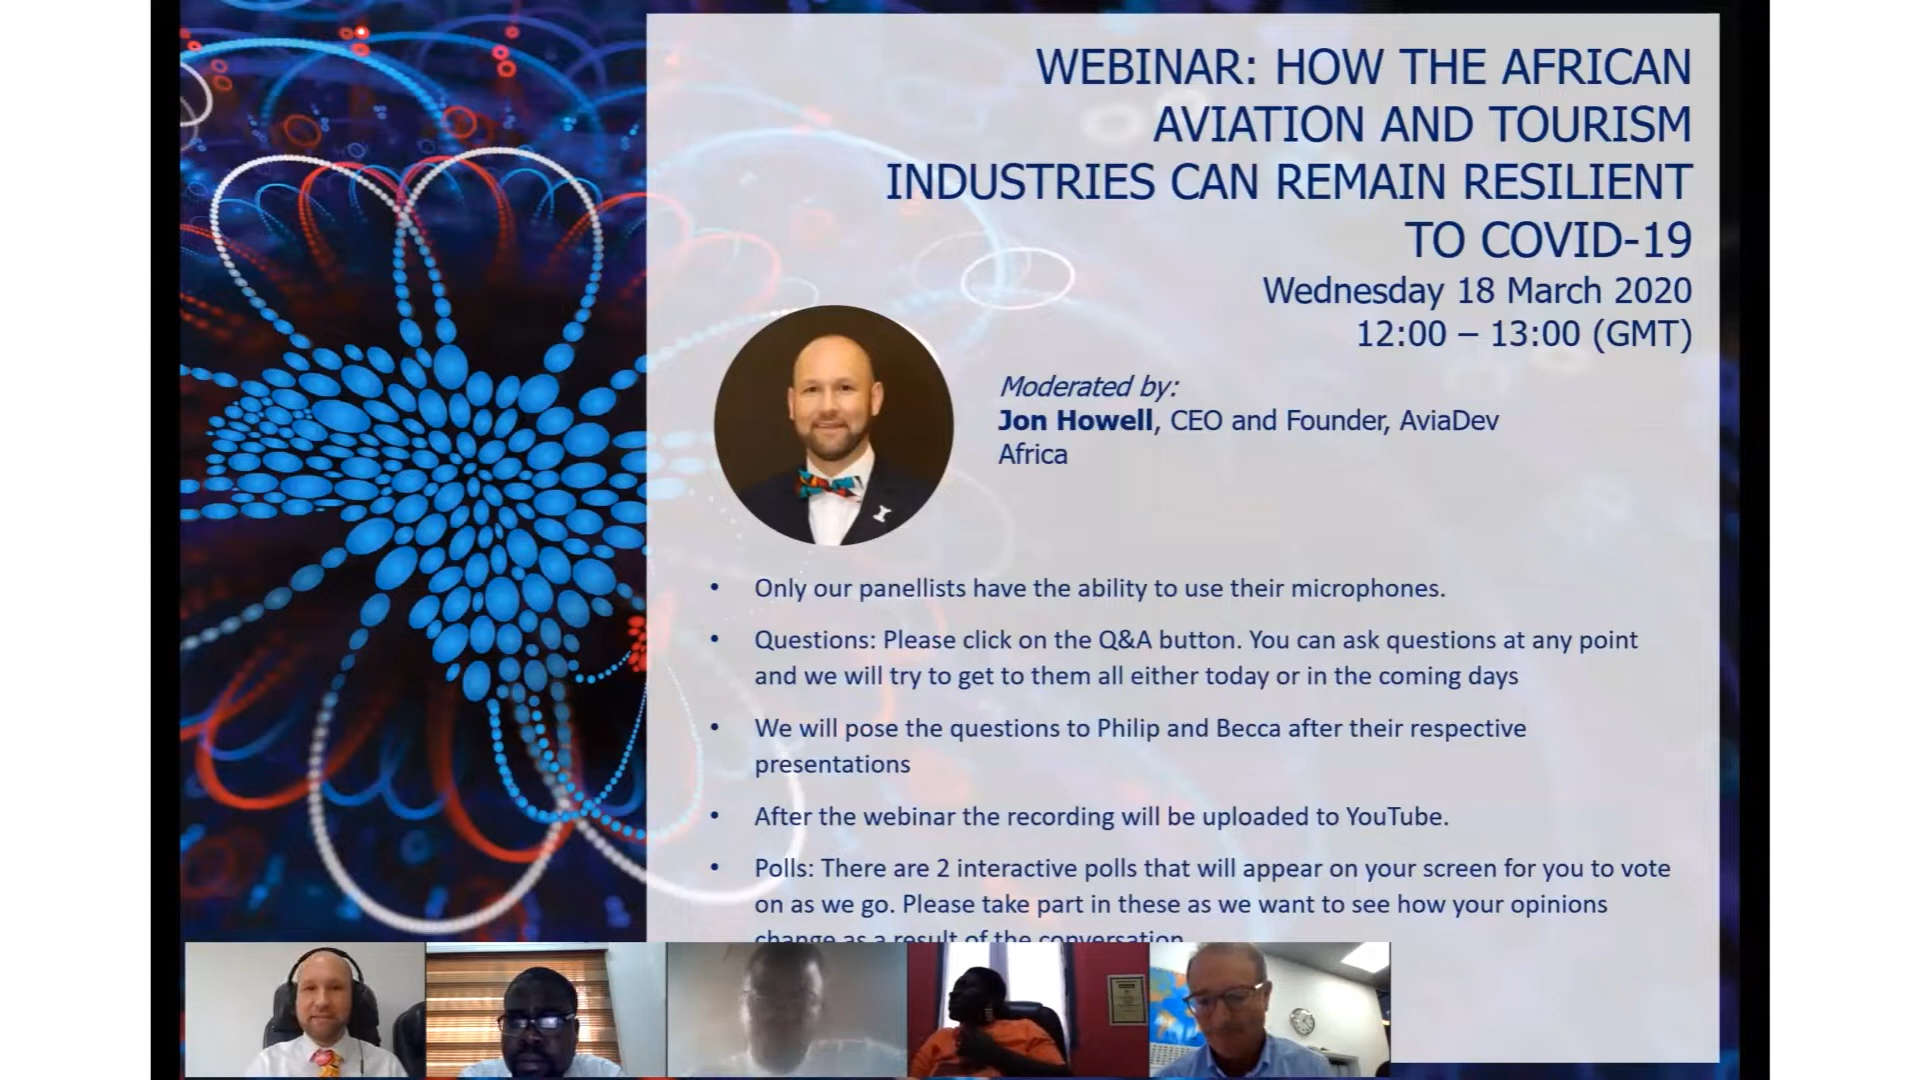 WEBINAR: HOW THE AFRICAN
AVIATION AND TOURISM
INDUSTRIES CAN REMAIN RESILIENT
TO COVID-19
Wednesday 18 March 2020
12:00 – 13:00 (GMT)
Moderated by:
Jon Howell, CEO and Founder, AviaDev
Africa
• Only our panellists have the ability to use their microphones.
• Questions: Please click on the Q&A button. You can ask questions at any point
and we will try to get to them all either today or in the coming days
• We will pose the questions to Philip and Becca after their respective
presentations
• After the webinar the recording will be uploaded to YouTube.
• Polls: There are 2 interactive polls that will appear on your screen for you to vote
on as we go. Please take part in these as we want to see how your opinions
change as a result of the conversation